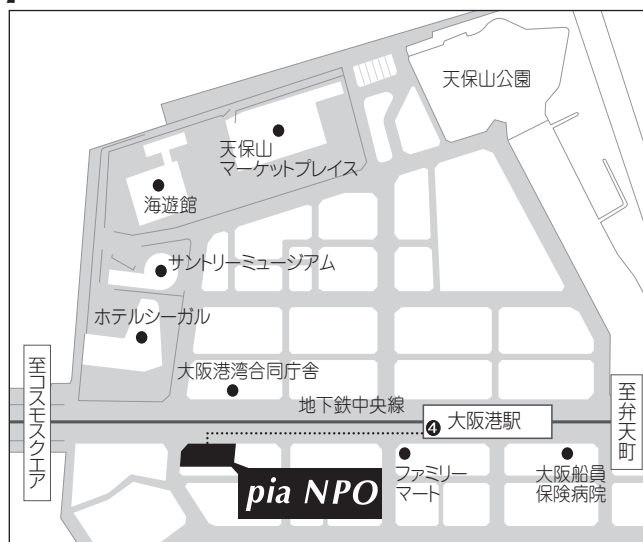 天保山公園
天保山
マーケットプレイス
海遊館
サントリーミュージアム
ホテルシーガル
大阪港湾合同庁舎
至コスモスクエア
地下鉄中央線
❹
大阪港駅
至弁天町
ファミリー
マート
大阪船員
保険病院
pia NPO